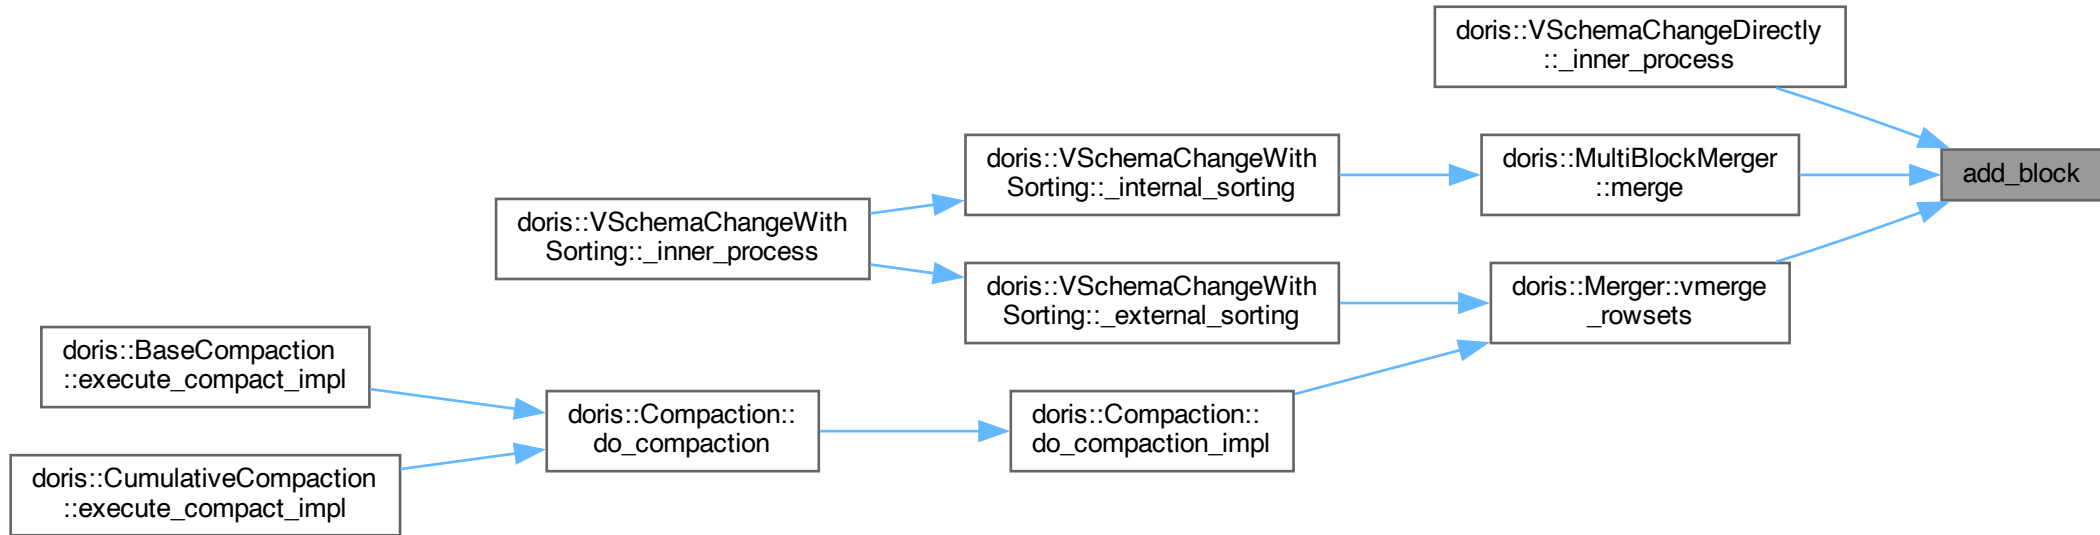 doris::VSchemaChangeDirectly
::_inner_process
doris::VSchemaChangeWith
Sorting::_internal_sorting
doris::MultiBlockMerger
::merge
add_block
doris::VSchemaChangeWith
Sorting::_inner_process
doris::VSchemaChangeWith
Sorting::_external_sorting
doris::Merger::vmerge
_rowsets
doris::BaseCompaction
::execute_compact_impl
doris::Compaction::
do_compaction
doris::Compaction::
do_compaction_impl
doris::CumulativeCompaction
::execute_compact_impl